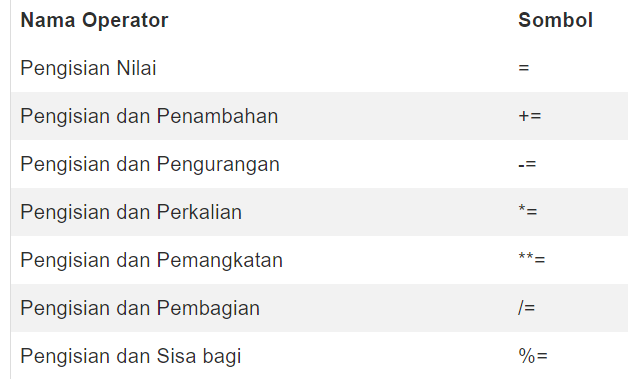 Nama Operator Sombol
Pengisian Nilai =
Pengisian dan Penambahan +=
Pengisian dan Pengurangan -=
Pengisian dan Perkalian *=
Pengisian dan Pemangkatan **=
Pengisian dan Pembagian /=
Pengisian dan Sisa bagi %=